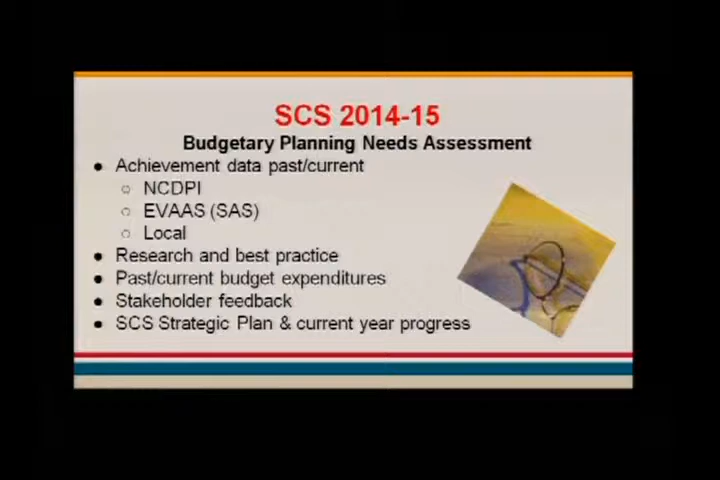 SCS 2014-15
Budgetary Planning Needs Assessment
● Achievement data past/current
○ NCDPI
○ EVAAS (SAS)
○ Local
● Research and best practice
● Past/current budget expenditures
● Stakeholder feedback
● SCS Strategic Plan & current year progress